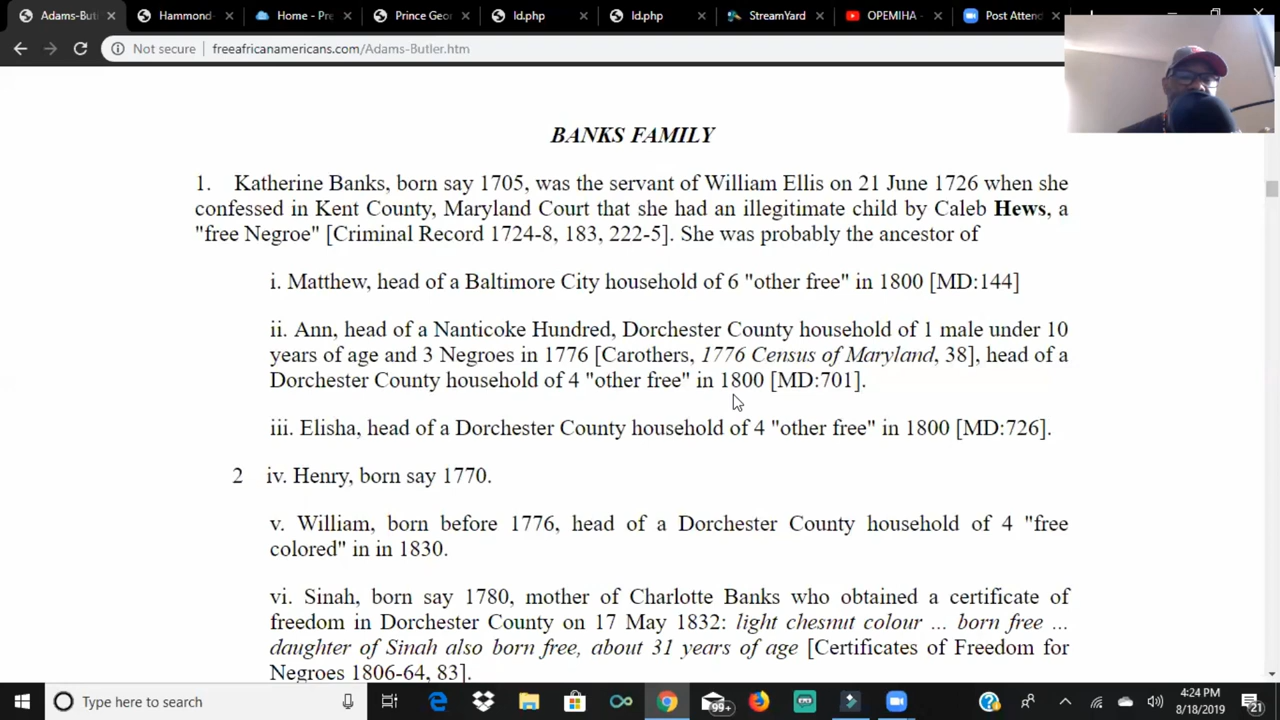 Adams-But
Hammond-
Home - Pre
Prince Geo
ld.php
ld.php
StreamYard
OPEMIHA -
Post Attend
Not secure | freeafricanamericans.com/Adams-Butler.htm
BANKS FAMILY
1. Katherine Banks, born say 1705, was the servant of William Ellis on 21 June 1726 when she
confessed in Kent County, Maryland Court that she had an illegitimate child by Caleb Hews, a
"free Negroe" [Criminal Record 1724-8, 183, 222-5]. She was probably the ancestor of
i. Matthew, head of a Baltimore City household of 6 "other free" in 1800 [MD:144]
ii. Ann, head of a Nanticoke Hundred, Dorchester County household of 1 male under 10
years of age and 3 Negroes in 1776 [Carothers, 1776 Census of Maryland, 38], head of a
Dorchester County household of 4 "other free" in 1800 [MD:701].
iii. Elisha, head of a Dorchester County household of 4 "other free" in 1800 [MD:726].
2 iv. Henry, born say 1770.
v. William, born before 1776, head of a Dorchester County household of 4 "free
colored" in in 1830.
vi. Sinah, born say 1780, mother of Charlotte Banks who obtained a certificate of
freedom in Dorchester County on 17 May 1832: light chesnut colour ... born free ...
daughter of Sinah also born free, about 31 years of age [Certificates of Freedom for
Negroes 1806-64, 83].
Type here to search
99+
4:24 PM
8/18/2019
21